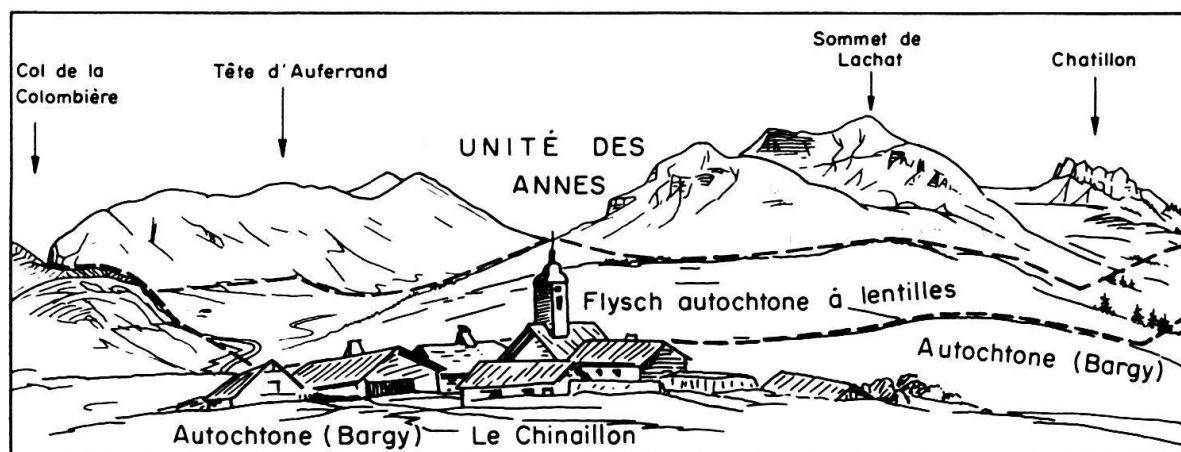 Col de la
Colombière
Tête d'Auferrand
Sommet de
Lachat
Chatillon
UNITÉ DES
ANNES
Flysch autochtone á lentilles
Autochtone (Bargy)
Autochtone (Bargy)
Le Chinaillon